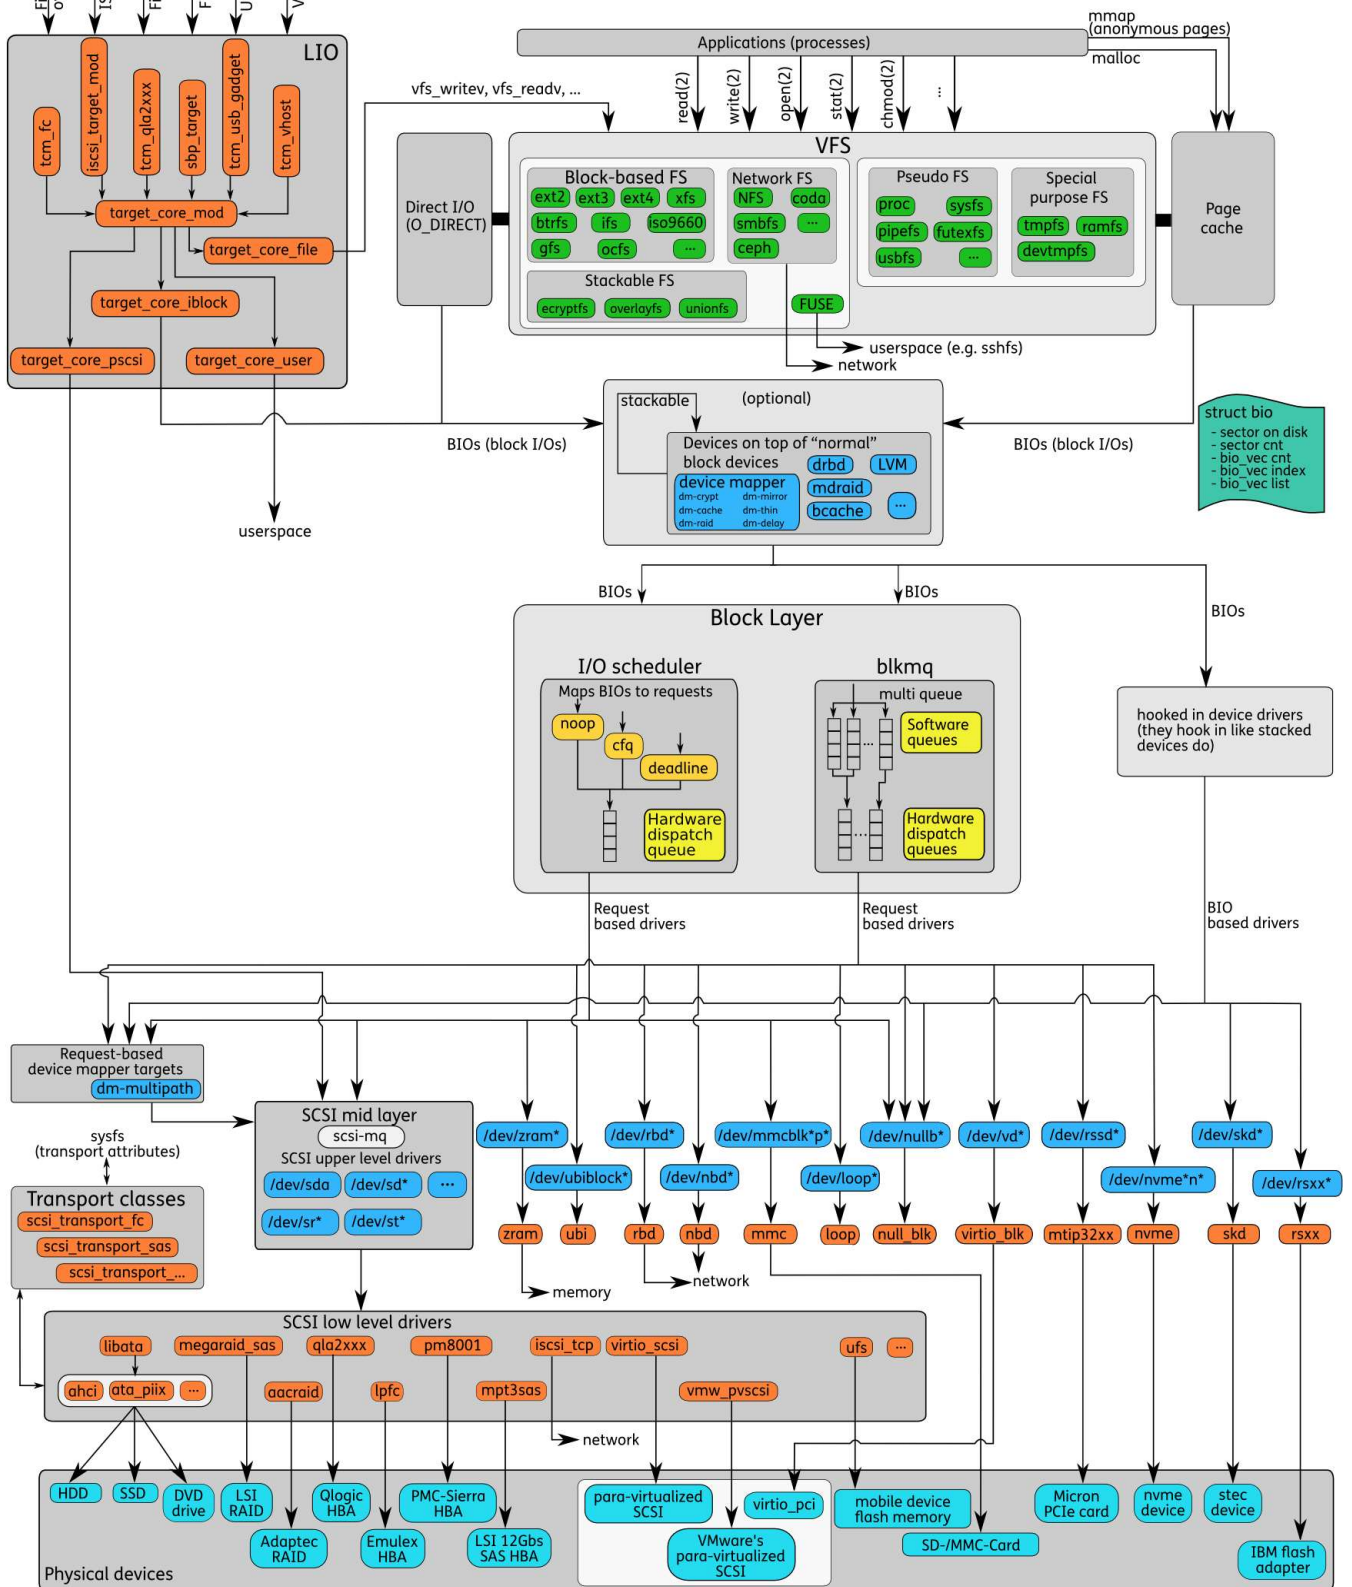 LIO
tcm_fc
iscsi_target_mod
tcm_qla2xxx
sbp_target
tcm_usb_gadget
tcm_vhost
target_core_mod
target_core_file
target_core_iblock
target_core_pscsi
target_core_user
userspace
vfs_writev, vfs_readv, ...
Applications (processes)
mmap
(anonymous pages)
malloc
read(2)
write(2)
open(2)
stat(2)
chmod(2)
...
Direct I/O
(O_DIRECT)
VFS
Block-based FS
ext2
ext3
ext4
xfs
btrfs
ifs
iso9660
gfs
ocfs
...
Network FS
NFS
coda
smbfs
...
ceph
Pseudo FS
proc
sysfs
pipefs
futexfs
usbfs
...
Special
purpose FS
tmpfs
ramfs
devtmpfs
Stackable FS
ecryptfs
overlayfs
unionfs
FUSE
userspace (e.g. sshfs)
network
Page
cache
BIOs (block I/Os)
BIOs (block I/Os)
stackable
(optional)
Devices on top of “normal”
block devices
device mapper
dm-crypt
dm-mirror
dm-cache
dm-thin
dm-raid
dm-delay
drbd
LVM
mdraid
bcache
...
struct bio
- sector on disk
- sector cnt
- bio_vec cnt
- bio_vec index
- bio_vec list
BIOs
BIOs
BIOs
Block Layer
I/O scheduler
Maps BIOs to requests
noop
cfq
deadline
Hardware
dispatch
queue
blkmq
multi queue
...
Software
queues
...
Hardware
dispatch
queues
hooked in device drivers
(they hook in like stacked
devices do)
Request
based drivers
Request
based drivers
BIO
based drivers
Request-based
device mapper targets
dm-multipath
sysfs
(transport attributes)
Transport classes
scsi_transport_fc
scsi_transport_sas
scsi_transport_...
SCSI mid layer
scsi-mq
SCSI upper level drivers
/dev/sda
/dev/sd*
...
/dev/sr*
/dev/st*
/dev/zram*
/dev/rbd*
/dev/mmcblk*p*
/dev/nullb*
/dev/vd*
/dev/rssd*
/dev/skd*
/dev/ubiblock*
/dev/nbd*
/dev/loop*
/dev/nvme*n*
/dev/rsxx*
zram
ubi
rbd
nbd
mmc
loop
null_blk
virtio_blk
mtip32xx
nvme
skd
rsxx
memory
network
SCSI low level drivers
libata
megaraid_sas
qla2xxx
pm8001
iscsi_tcp
virtio_scsi
ufs
...
ahci
ata_piix
...
aacraid
lpfc
mpt3sas
vmw_pvscsi
network
HDD
SSD
DVD
drive
LSI
RAID
Qlogic
HBA
PMC-Sierra
HBA
para-virtualized
SCSI
virtio_pci
mobile device
flash memory
Micron
PCIe card
nvme
device
stec
device
Adaptec
RAID
Emulex
HBA
LSI 12Gbs
SAS HBA
VMware's
para-virtualized
SCSI
SD-/MMC-Card
IBM flash
adapter
Physical devices